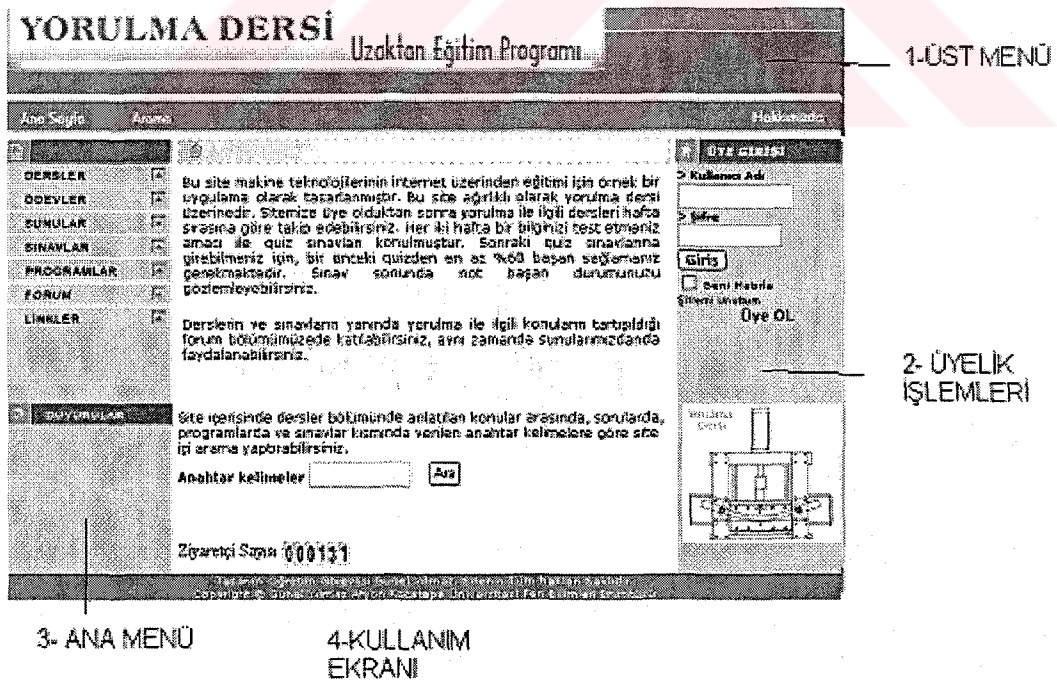 YORULMA DERSİ
Uzaktan Eğitim Programı
1-ÜST MENÜ
Ana Sayfa Arama Hakkımızda
DERSLER
ODEVLER
SUNULAR
SINAVLAR
PROGRAMLAR
FORUM
LİNKLER
DUYURULAR
Bu site makine teknolojilerinin internet üzerinden eğitimi için örnek bir
uygulama olarak tasarlanmıştır. Bu site ağırlıklı olarak yorulma dersi
üzerinedir. Sitemize üye olduktan sonra yorulma ile ilgili dersleri hafta
sırasına göre takip edebilirsiniz. Her iki hafta bir bilginizi test etmeniz
amacı ile quiz sınavları konulmuştur. Sonraki quiz sınavlarına
girebilmeniz için, bir önceki quizden en az %60 başarı sağlamanız
gerekmektedir. Sınav sonunda not başarı durumunuzu
gözlemleyebilirsiniz.
Derslerin ve sınavların yanında yorulma ile ilgili konuların tartışıldığı
forum bölümümüzede katılabilirsiniz, aynı zamanda sunularımızdanda
faydalanabilirsiniz.
Site içerisinde dersler bölümünde anlatılan konular arasında, sorularda,
programlarda ve sınavlar kısmında verilen anahtar kelimelere göre site
içi arama yaptırabilirsiniz.
Anahtar kelimeler Ara
Ziyaretçi Sayısı 000131
ÜYE GİRİŞİ
> Kullanıcı Adı
> Şifre
Giriş
Beni Hatırla
Şifremi Unuttum
Üye OL
2- ÜYELİK
İŞLEMLERİ
3- ANA MENÜ
4-KULLANIM
EKRANI